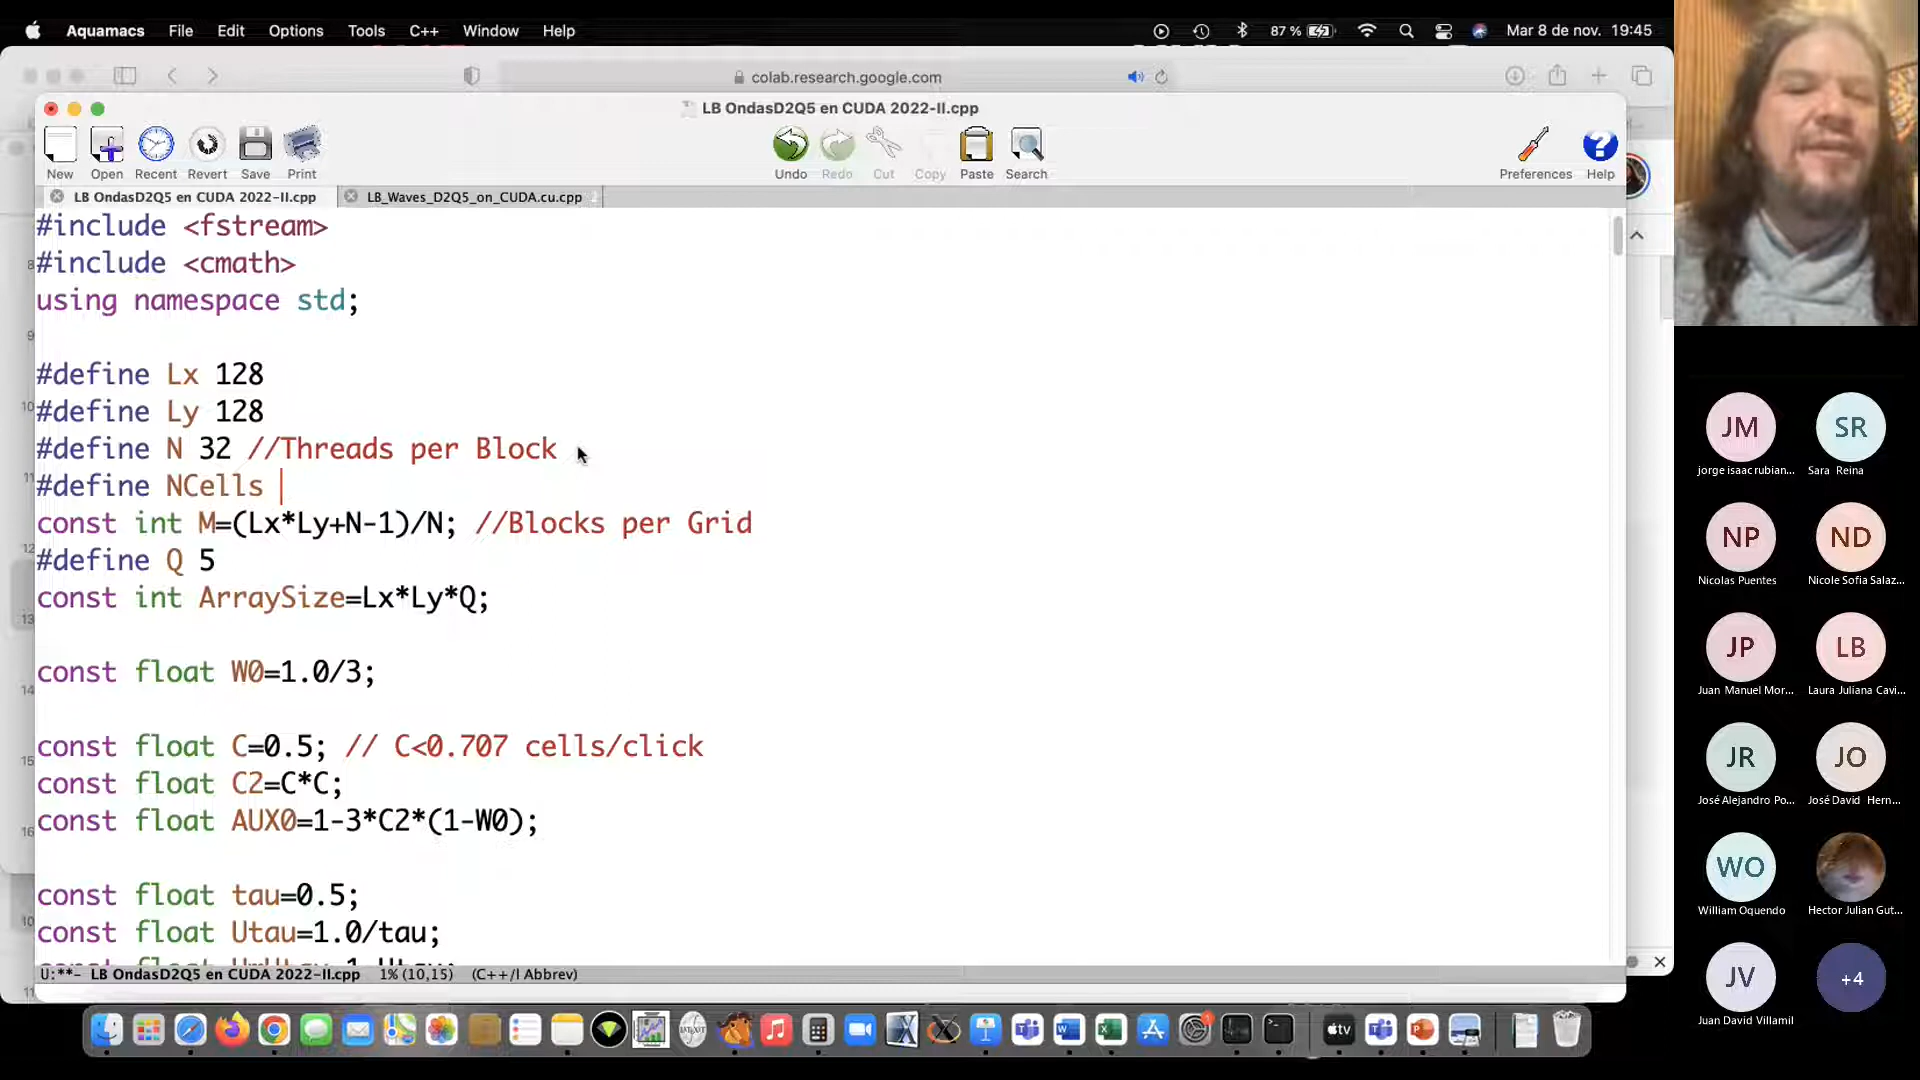 Aquamacs File Edit Options Tools C++ Window Help 87 % Mar 8 de nov. 19:45
colab.research.google.com
LB OndasD2Q5 en CUDA 2022-II.cpp
New Open Recent Revert Save Print Undo Redo Cut Copy Paste Search Preferences Help
LB OndasD2Q5 en CUDA 2022-II.cpp LB_Waves_D2Q5_on_CUDA.cu.cpp
#include <fstream>
#include <cmath>
using namespace std;
#define Lx 128
#define Ly 128
#define N 32 //Threads per Block
#define NCells
const int M=(Lx*Ly+N-1)/N; //Blocks per Grid
#define Q 5
const int ArraySize=Lx*Ly*Q;
const float W0=1.0/3;
const float C=0.5; // C<0.707 cells/click
const float C2=C*C;
const float AUX0=1-3*C2*(1-W0);
const float tau=0.5;
const float Utau=1.0/tau;
U:**- LB OndasD2Q5 en CUDA 2022-II.cpp 1% (10,15) (C++/l Abbrev)
JM SR
jorge isaac rubian... Sara Reina
NP ND
Nicolas Puentes Nicole Sofia Salaz...
JP LB
Juan Manuel Mor... Laura Juliana Cavi...
JR JO
José Alejandro Po... José David Hern...
WO
William Oquendo Hector Julian Gut...
JV +4
Juan David Villamil
tv